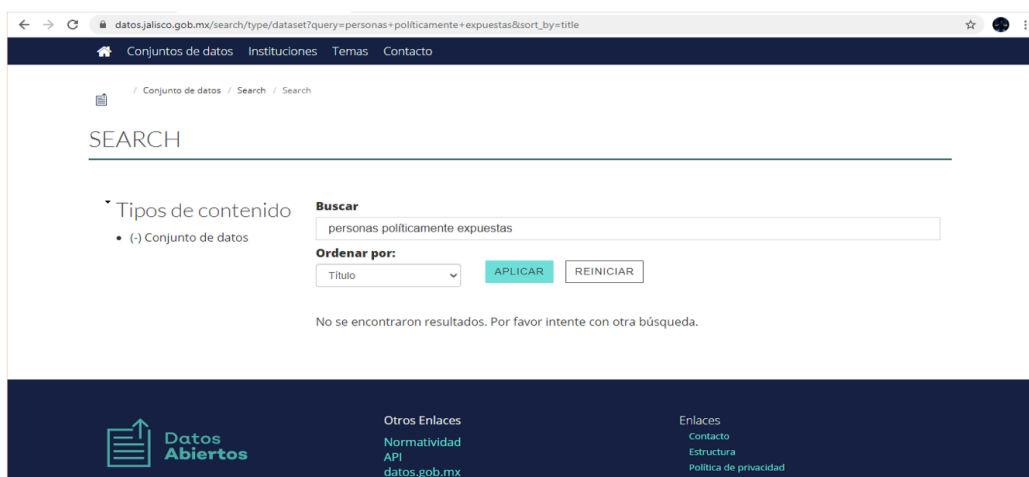 datos.jalisco.gob.mx/search/type/dataset?query=personas+políticamente+expuestas&sort_by=title
Conjuntos de datos Instituciones Temas Contacto
/ Conjunto de datos / Search / Search
SEARCH
Tipos de contenido
(-) Conjunto de datos
Buscar
personas políticamente expuestas
Ordenar por:
Título
APLICAR
REINICIAR
No se encontraron resultados. Por favor intente con otra búsqueda.
Datos
Abiertos
Otros Enlaces
Normatividad
API
datos.gob.mx
Enlaces
Contacto
Estructura
Política de privacidad